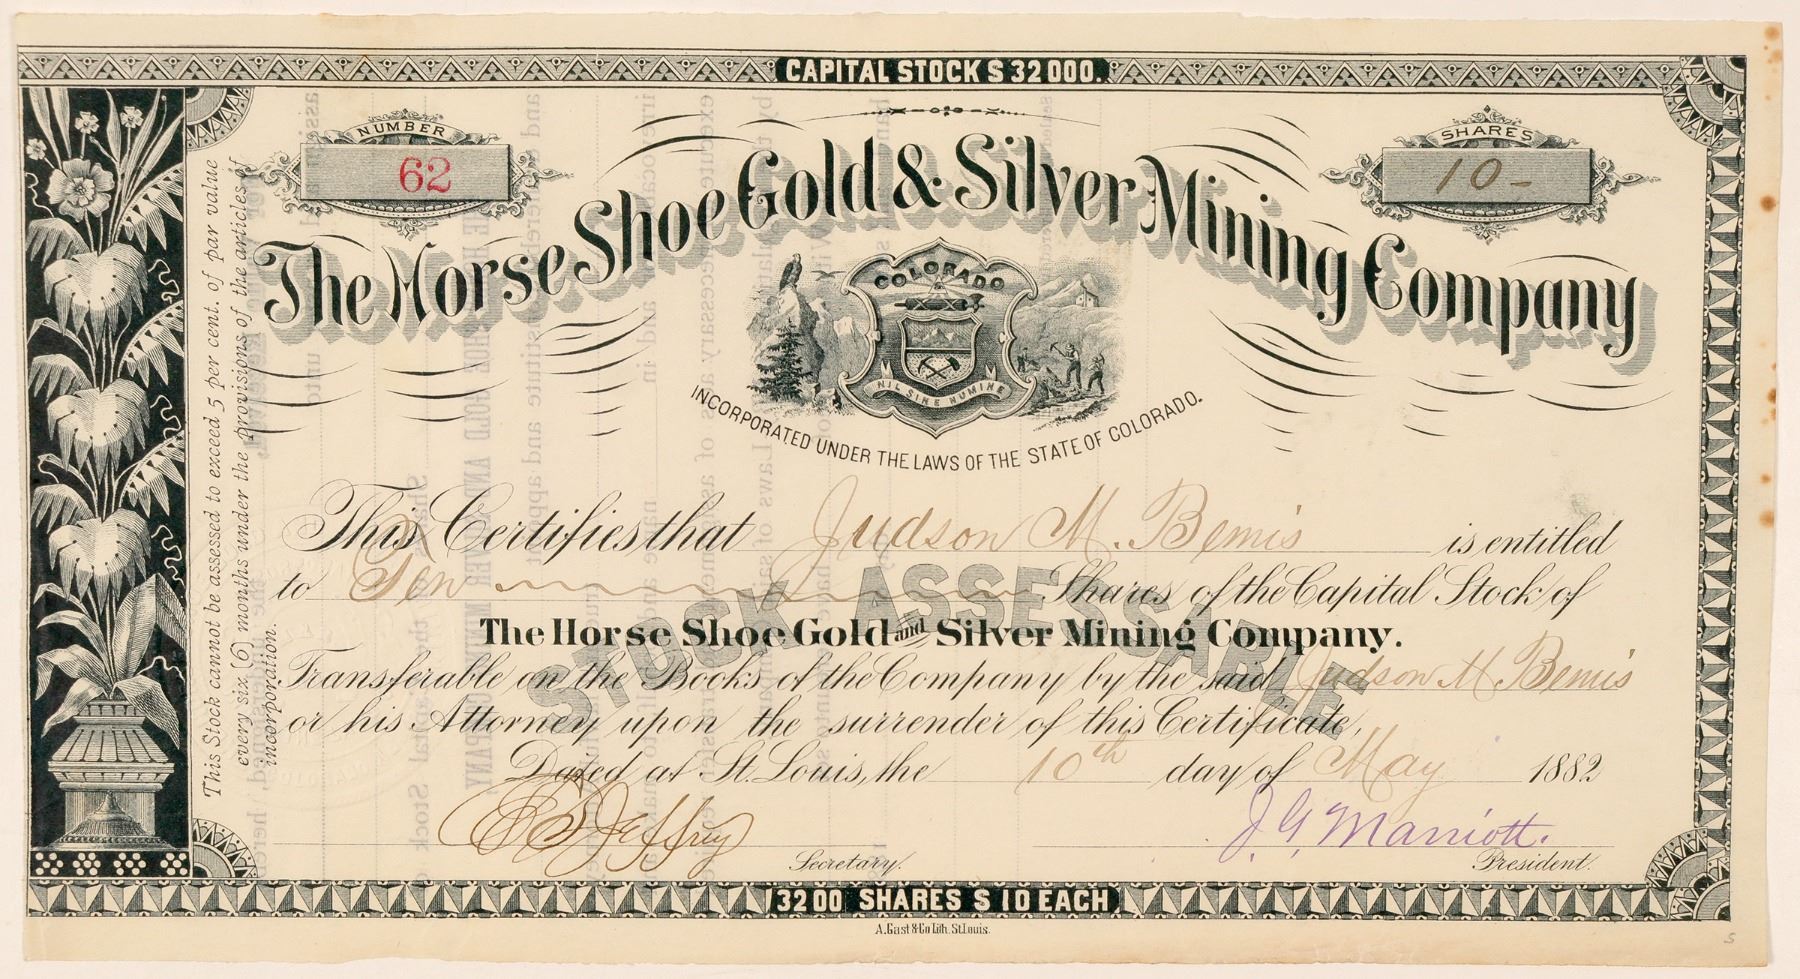 CAPITAL STOCK $ 32000.
NUMBER
62
SHARES
10-
The Horse Shoe Gold & Silver Mining Company
COLORADO
NIL SINE NUMINE
INCORPORATED UNDER THE LAWS OF THE STATE OF COLORADO.
This Stock cannot be assessed to exceed 5 per cent. of par value
every six (6) months under the provisions of the articles of
incorporation.
This Certifies that Judson M. Bemis is entitled
to Ten Shares of the Capital Stock of
STOCK ASSESSABLE
The Horse Shoe Gold and Silver Mining Company.
Transferable on the Books of the Company by the said Judson M Bemis
or his Attorney upon the surrender of this Certificate,
Dated at St. Louis, the 10th day of May 1882
Jeffrey
Secretary.
J. G. Marriott.
President.
3200 SHARES $ 10 EACH
A. Gast & Co Lith. St. Louis.